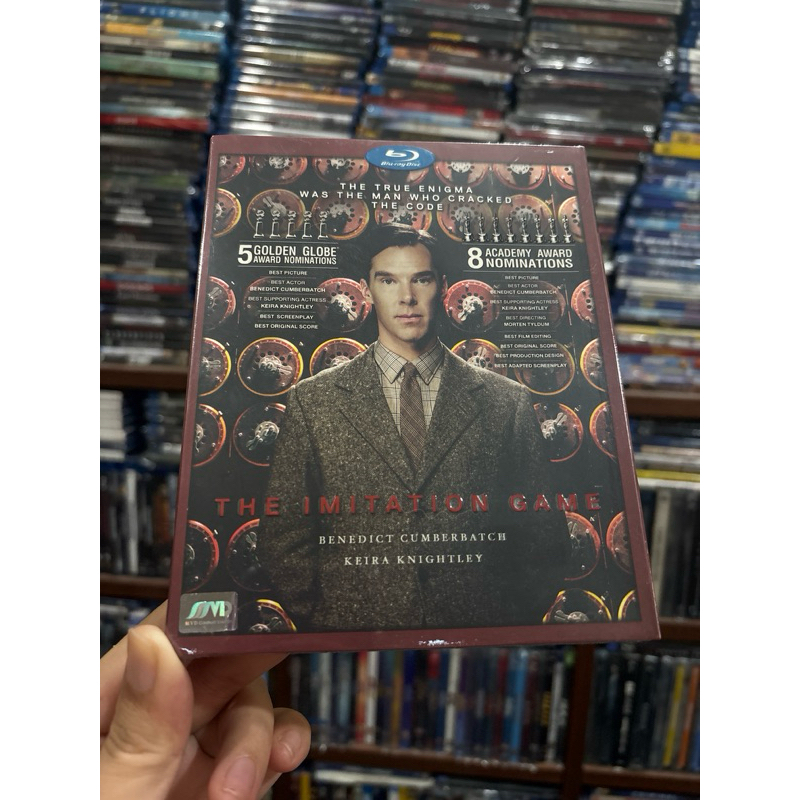 Blu-ray Disc
THE TRUE ENIGMA
WAS THE MAN WHO CRACKED
THE CODE
5 GOLDEN GLOBE
AWARD NOMINATIONS
BEST PICTURE
BEST ACTOR
BENEDICT CUMBERBATCH
BEST SUPPORTING ACTRESS
KEIRA KNIGHTLEY
BEST SCREENPLAY
BEST ORIGINAL SCORE
8 ACADEMY AWARD
NOMINATIONS
BEST PICTURE
BEST ACTOR
BENEDICT CUMBERBATCH
BEST SUPPORTING ACTRESS
KEIRA KNIGHTLEY
BEST DIRECTING
MORTEN TYLDUM
BEST FILM EDITING
BEST ORIGINAL SCORE
BEST PRODUCTION DESIGN
BEST ADAPTED SCREENPLAY
THE IMITATION GAME
BENEDICT CUMBERBATCH
KEIRA KNIGHTLEY